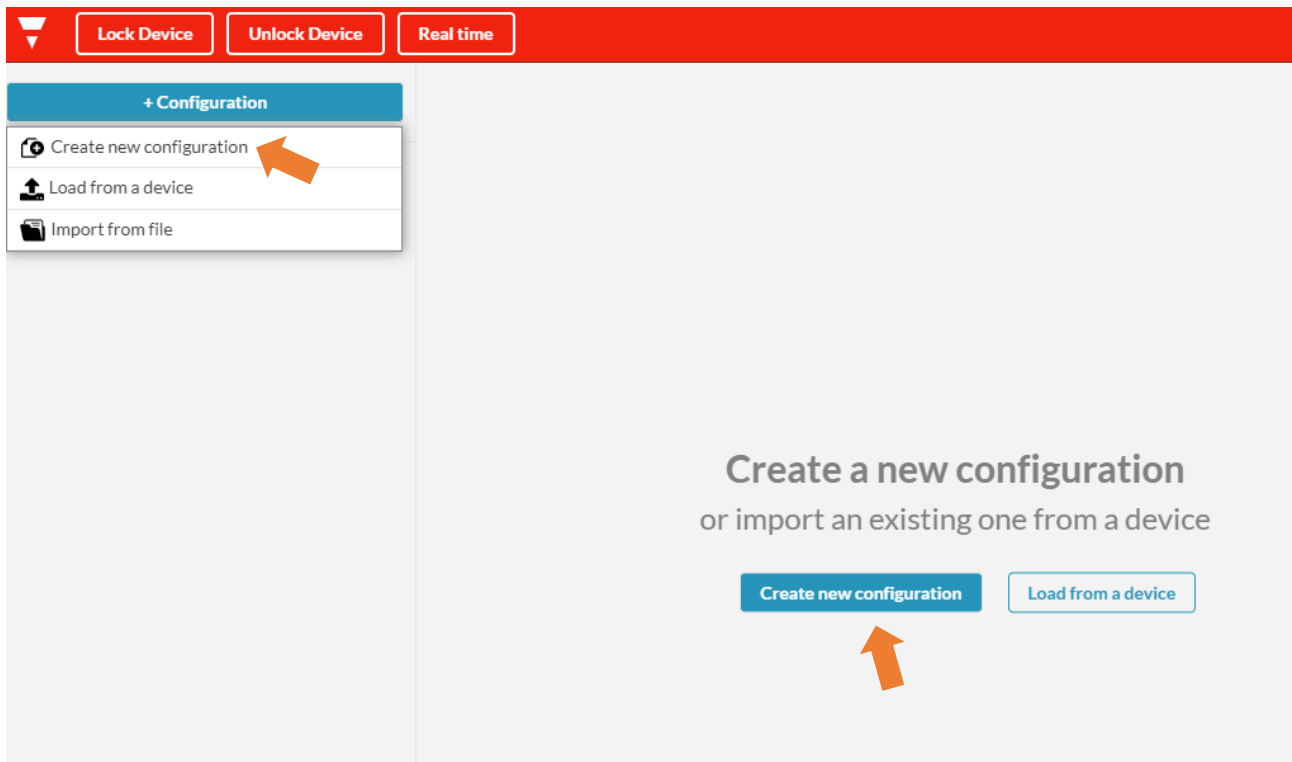 Lock Device
Unlock Device
Real time
+ Configuration
Create new configuration
Load from a device
Import from file
Create a new configuration
or import an existing one from a device
Create new configuration
Load from a device